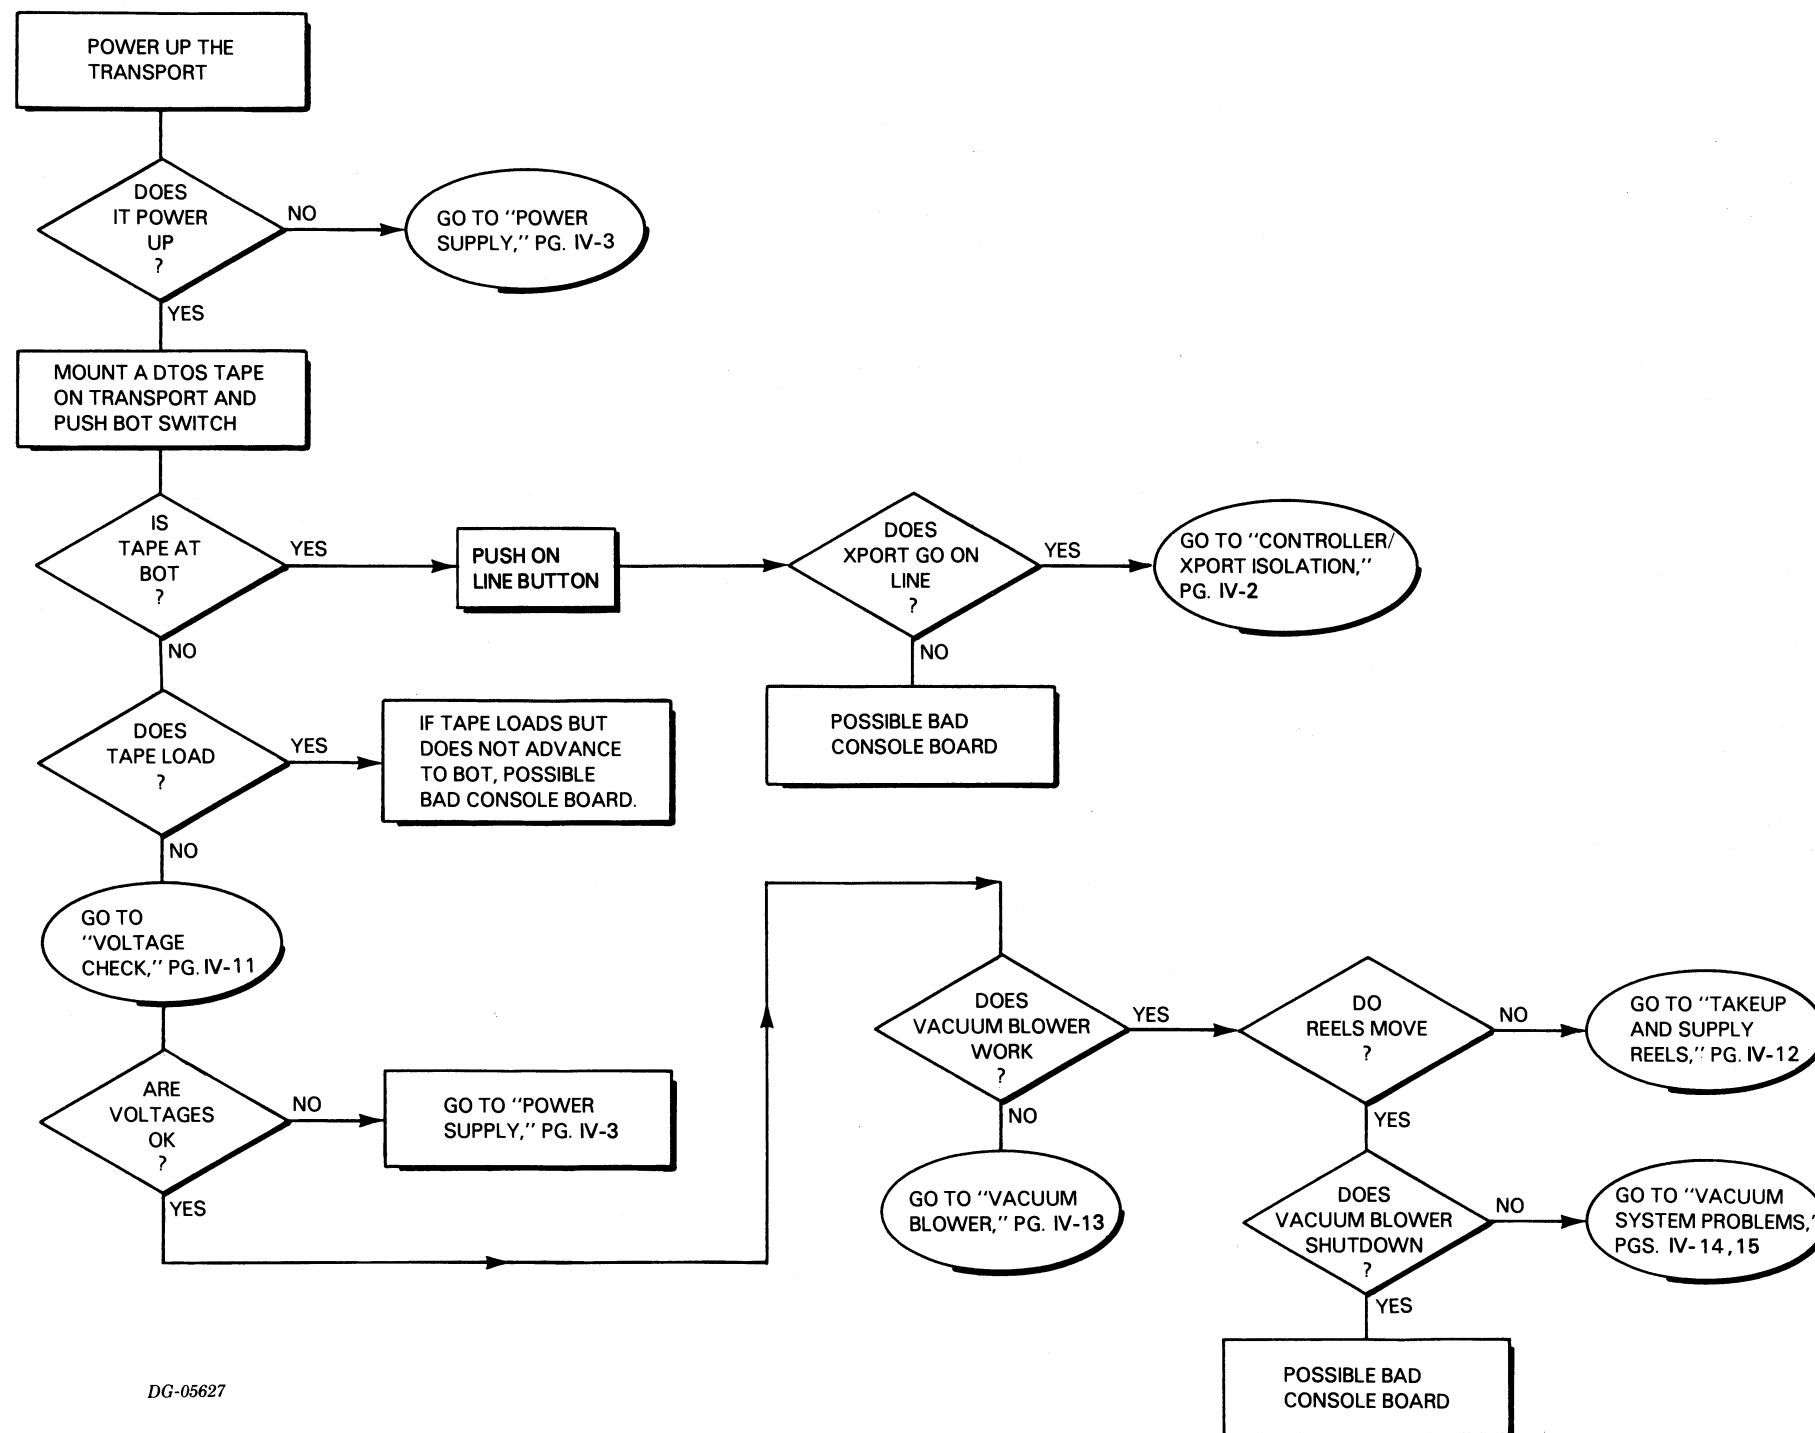 POWER UP THE
TRANSPORT
DOES
IT POWER
UP
?
NO
GO TO "POWER
SUPPLY," PG. IV-3
YES
MOUNT A DTOS TAPE
ON TRANSPORT AND
PUSH BOT SWITCH
IS
TAPE AT
BOT
?
YES
PUSH ON
LINE BUTTON
DOES
XPORT GO ON
LINE
?
YES
GO TO "CONTROLLER/
XPORT ISOLATION,"
PG. IV-2
NO
NO
POSSIBLE BAD
CONSOLE BOARD
DOES
TAPE LOAD
?
YES
IF TAPE LOADS BUT
DOES NOT ADVANCE
TO BOT, POSSIBLE
BAD CONSOLE BOARD.
NO
GO TO
"VOLTAGE
CHECK," PG. IV-11
ARE
VOLTAGES
OK
?
NO
GO TO "POWER
SUPPLY," PG. IV-3
YES
DOES
VACUUM BLOWER
WORK
?
YES
NO
GO TO "VACUUM
BLOWER," PG. IV-13
DO
REELS MOVE
?
NO
GO TO "TAKEUP
AND SUPPLY
REELS," PG. IV-12
YES
DOES
VACUUM BLOWER
SHUTDOWN
?
NO
GO TO "VACUUM
SYSTEM PROBLEMS,"
PGS. IV-14,15
YES
POSSIBLE BAD
CONSOLE BOARD
DG-05627